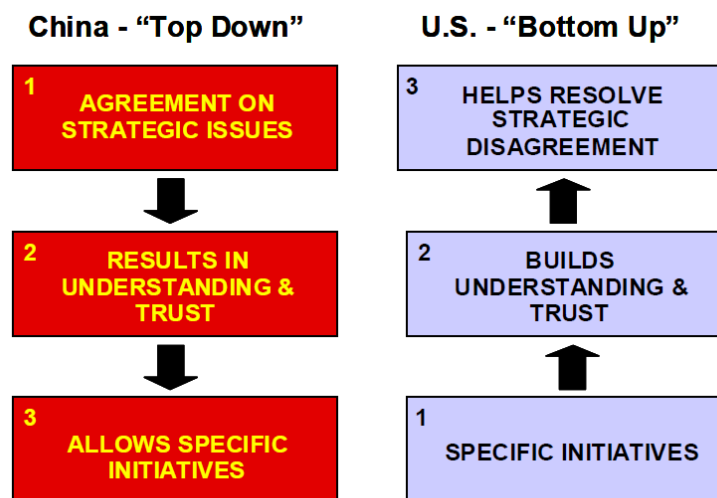 China - “Top Down”
1
AGREEMENT ON
STRATEGIC ISSUES
2
RESULTS IN
UNDERSTANDING &
TRUST
3
ALLOWS SPECIFIC
INITIATIVES
U.S. - “Bottom Up”
3
HELPS RESOLVE
STRATEGIC
DISAGREEMENT
2
BUILDS
UNDERSTANDING &
TRUST
1
SPECIFIC INITIATIVES